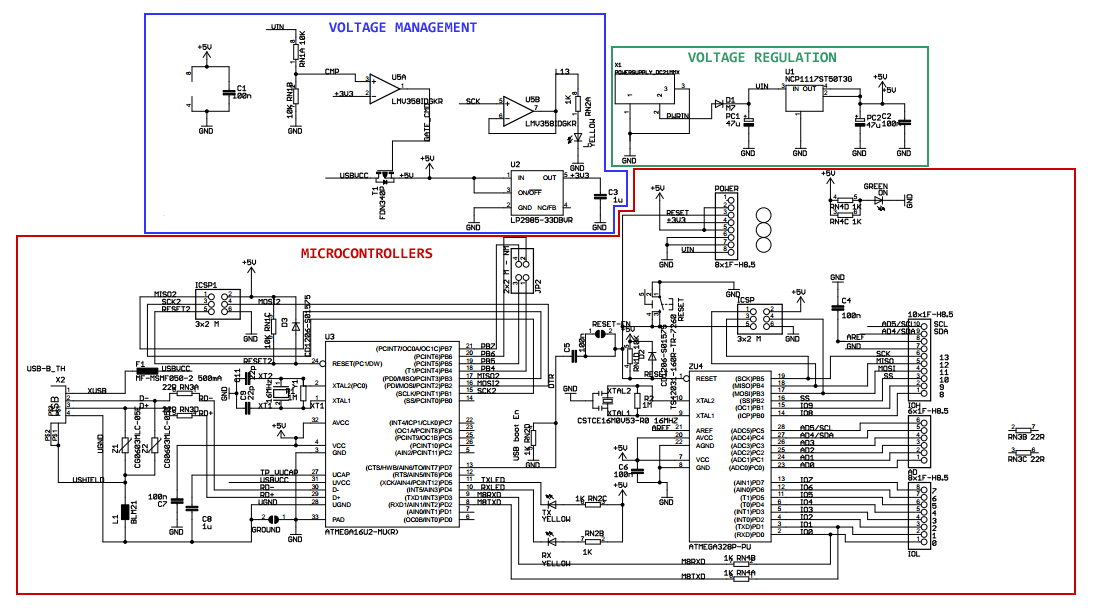 VOLTAGE MANAGEMENT
VIN
RN1A 10K
+5V
8
4
C1
100n
GND
CMP
+3V3
10K RN1B
GND
U5A
LMV358IDGKR
GATE_CMD
SCK
U5B
LMV358IDGKR
L13
1K
RN2A
YELLOW
GND
USBVCC
T1
FDN340P
+5V
+5V
U2
IN OUT
ON/OFF
GND NC/FB
LP2985-33DBVR
GND
+3V3
C3
1u
GND
VOLTAGE REGULATION
X1
POWERSUPPLY_DC21MMX
PWRIN
GND
D1
M7
VIN
PC1
47u
GND
U1
NCP1117ST50T3G
IN OUT
GND
+5V
+5V
PC2
47u
C2
100n
GND
GND
MICROCONTROLLERS
ICSP1
MISO2
SCK2
RESET2
MOSI2
3x2 M
+5V
GND
10K RN1C
D3
CD1206-S01575
RESET2
2x2 M - NM
JP2
USB-B_TH
X2
XUSB
F1
USBVCC
MF-MSMF050-2 500mA
22R RN3A
D- RD-
22R RN3D
D+ RD+
UGND
Z1
CG0603MLC-05E
Z2
CG0603MLC-05E
USHIELD
L1
BLM21
C11
22p
C9
22p
GND
XT2
XT1
16MHz
XT1
+5V
100n
C7
GND
C8
1u
TP_VUCAP
USBVCC
RD-
RD+
UGND
GROUND
GND
U3
RESET(PC1/DW)
XTAL2(PC0)
XTAL1
AVCC
VCC
GND
UCAP
UVCC
D-
D+
UGND
PAD
(PCINT7/OC0A/OC1C)PB7
(PCINT6)PB6
(PCINT5)PB5
(T1/PCINT4)PB4
(PD0/MISO/PCINT3)PB3
(PDI/MOSI/PCINT2)PB2
(SCLK/PCINT1)PB1
(SS/PCINT0)PB0
(INT4/ICP1/CLK0)PC7
(OC1A/PCINT8)PC6
(PCINT9/OC1B)PC5
(PCINT10)PC4
(AIN2/PCINT11)PC2
(CTS/HWB/AIN6/TO/INT7)PD7
(RTS/AIN5/INT6)PD6
(XCK/AIN4/PCINT12)PD5
(INT5/AIN3)PD4
(TXD1/INT3)PD3
(RXD1/AIN1/INT2)PD2
(AIN0/INT1)PD1
(OC0B/INT0)PD0
ATMEGA16U2-MU(R)
PB7
PB6
PB5
PB4
MISO2
MOSI2
SCK2
TXLED
RXLED
M8RXD
M8TXD
DTR
USB boot En
1K RN2D
GND
C5
100n
RESET-EN
+5V
RN1D 10K
D2
CD1206-S01575
RESET
TS42031-160R-TR-7260
RESET
GND
XTAL2
XTAL1
R2
1M
CSTCE16M0V53-R0 16MHZ
AREF
+5V
C6
100n
GND
TX
YELLOW
1K RN2C
+5V
RX
YELLOW
RN2B
1K
+5V
RESET
+3V3
VIN
GND
POWER
8x1F-H8.5
+5V
RN4D 1K
RN4C 1K
GREEN
ON
GND
GND
ICSP
3x2 M
+5V
GND
GND
C4
100n
AREF
ZU4
RESET
XTAL2
XTAL1
AREF
AVCC
AGND
VCC
GND
(SCK)PB5
(MISO)PB4
(MOSI)PB3
(SS)PB2
(OC1)PB1
(ICP)PB0
(ADC5)PC5
(ADC4)PC4
(ADC3)PC3
(ADC2)PC2
(ADC1)PC1
(ADC0)PC0
(AIN1)PD7
(AIN0)PD6
(T1)PD5
(T0)PD4
(INT1)PD3
(INT0)PD2
(TXD)PD1
(RXD)PD0
ATMEGA328P-PU
SS
IO9
IO8
AD5/SCL
AD4/SDA
AD3
AD2
AD1
AD0
IO7
IO6
IO5
IO4
IO3
IO2
IO1
IO0
10x1F-H8.5
AD5/SCL
AD4/SDA
AREF
GND
SCK
MISO
MOSI
SS
SCL
SDA
13
12
11
10
9
8
IOH
6x1F-H8.5
AD
8x1F-H8.5
7
6
5
4
3
2
1
0
IOL
M8RXD
1K RN4B
M8TXD
1K RN4A
RN3B 22R
RN3C 22R